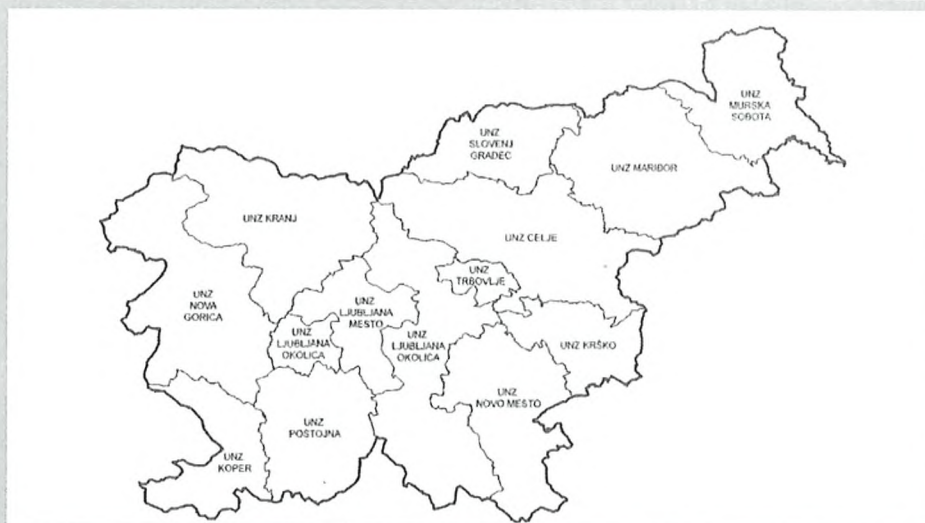 UNZ
MURSKA
SOBOTA
UNZ
SLOVENJ
GRADEC
UNZ MARIBOR
UNZ KRANJ
UNZ CELJE
UNZ
TRBOVLJE
UNZ
NOVA
GORICA
UNZ
LJUBLJANA
MESTO
UNZ
LJUBLJANA
OKOLICA
UNZ
LJUBLJANA
OKOLICA
UNZ KRŠKO
UNZ
NOVO MESTO
UNZ
POSTOJNA
UNZ
KOPER